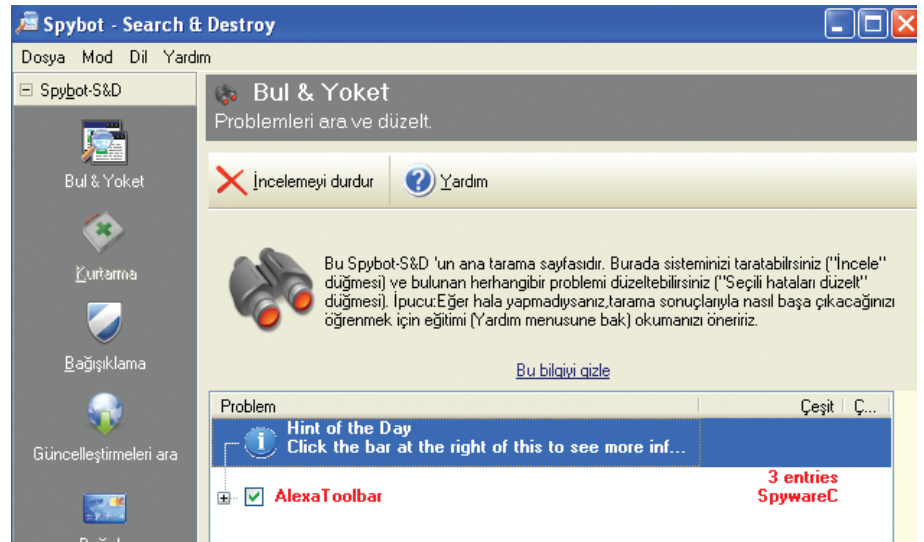 Spybot - Search & Destroy
Dosya Mod Dil Yardım
Spybot-S&D
Bul & Yoket
Kurtarma
Bağışıklama
Güncelleştirmeleri ara
Bul & Yoket
Problemleri ara ve düzelt.
İncelemeyi durdur Yardım
Bu Spybot-S&D 'un ana tarama sayfasıdır. Burada sisteminizi taratabilrsiniz (''İncele''
düğmesi) ve bulunan herhangibir problemi düzeltebilirsiniz (''Seçili hataları düzelt''
düğmesi). İpucu:Eğer hala yapmadıysanız,tarama sonuçlarıyla nasıl başa çıkacağınızı
öğrenmek için eğitimi (Yardım menusune bak) okumanızı öneririz.
Bu bilgiyi gizle
Problem Çeşit Ç...
Hint of the Day
Click the bar at the right of this to see more inf...
AlexaToolbar
3 entries
SpywareC